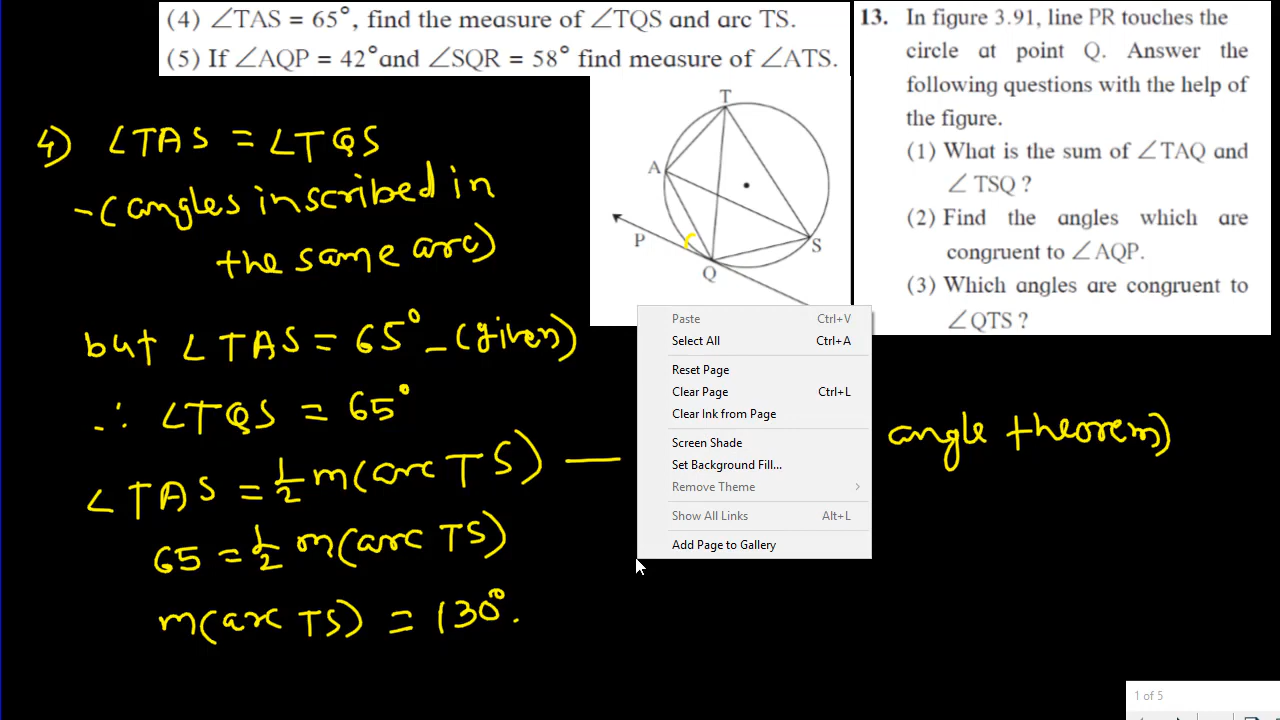 (4) ∠TAS = 65°, find the measure of ∠TQS and arc TS.
(5) If ∠AQP = 42°and ∠SQR = 58° find measure of ∠ATS.
13. In figure 3.91, line PR touches the
circle at point Q. Answer the
following questions with the help of
the figure.
(1) What is the sum of ∠TAQ and
∠ TSQ ?
(2) Find the angles which are
congruent to ∠AQP.
(3) Which angles are congruent to
∠QTS ?
T
A
P
Q
S
4) ∠TAS = ∠TQS
-(angles inscribed in
the same arc)
but ∠TAS = 65° -(given)
∴ ∠TQS = 65°
∠TAS = 1/2 m(arc TS) — angle theorem)
65 = 1/2 m(arc TS)
m(arc TS) = 130°.
Paste Ctrl+V
Select All Ctrl+A
Reset Page
Clear Page Ctrl+L
Clear Ink from Page
Screen Shade
Set Background Fill...
Remove Theme
Show All Links Alt+L
Add Page to Gallery
1 of 5